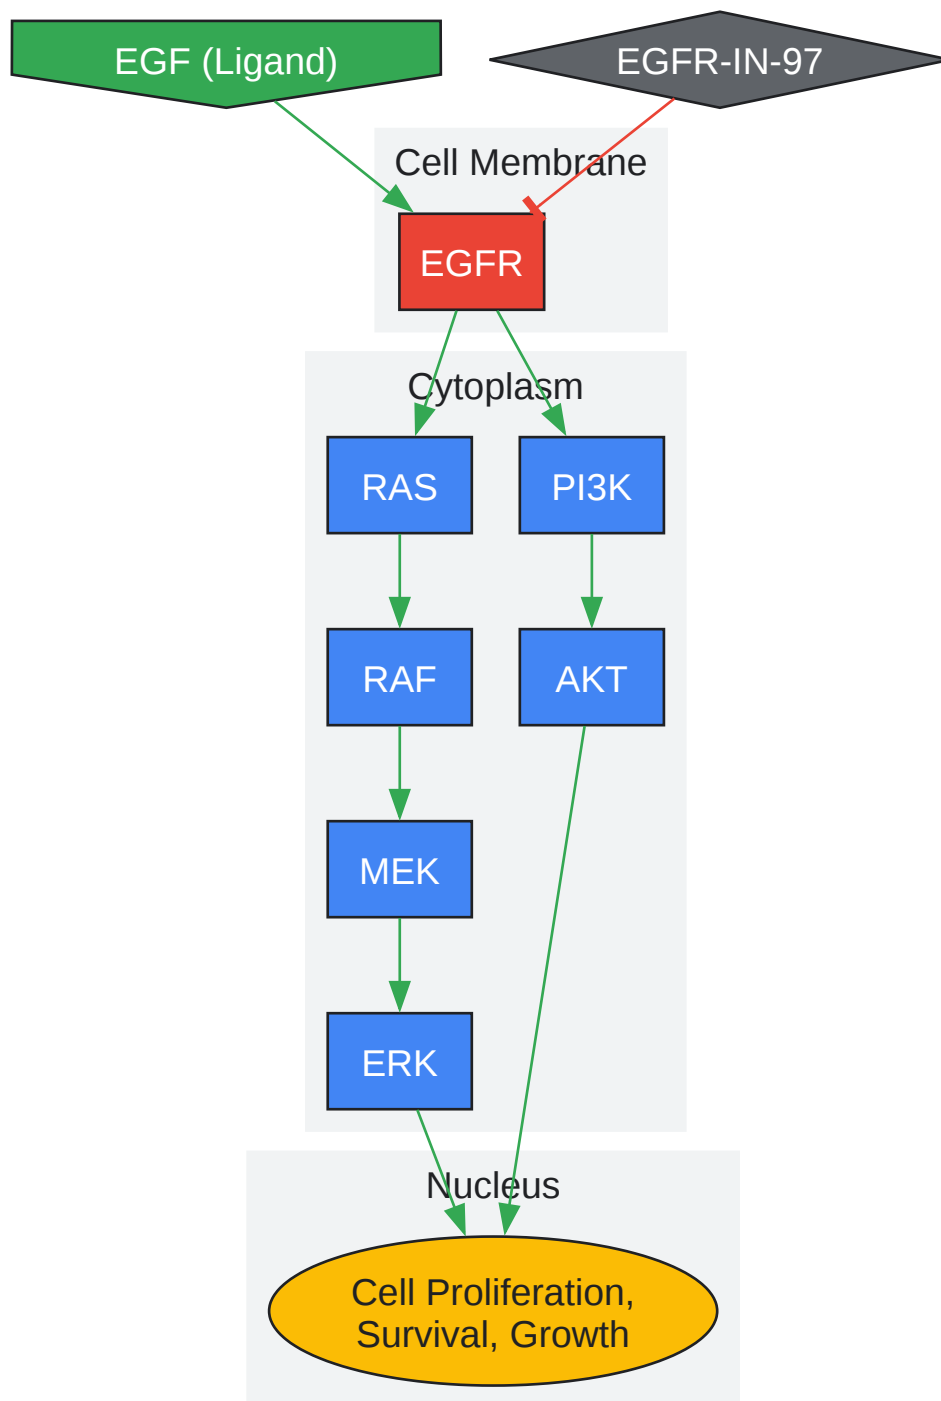 EGF (Ligand)
EGFR-IN-97
Cell Membrane
EGFR
Cytoplasm
RAS
PI3K
RAF
AKT
MEK
ERK
Nucleus
Cell Proliferation,
Survival, Growth